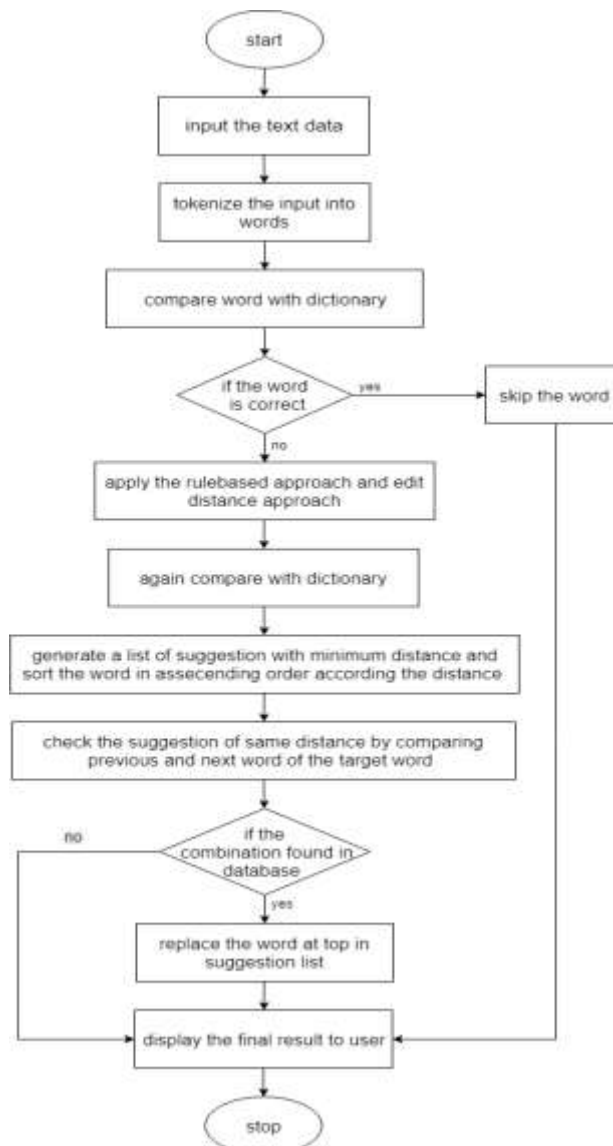 start
input the text data
tokenize the input into
words
compare word with dictionary
if the word
is correct
yes
skip the word
no
apply the rulebased approach and edit
distance approach
again compare with dictionary
generate a list of suggestion with minimum distance and
sort the word in assecending order according the distance
check the suggestion of same distance by comparing
previous and next word of the target word
no
if the
combination found in
database
yes
replace the word at top in
suggestion list
display the final result to user
stop